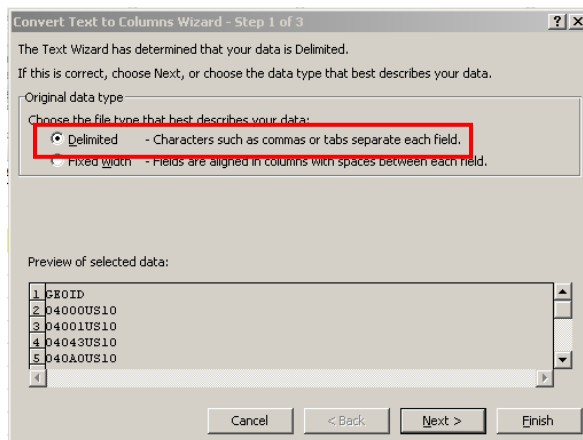 Convert Text to Columns Wizard - Step 1 of 3
The Text Wizard has determined that your data is Delimited.
If this is correct, choose Next, or choose the data type that best describes your data.
Original data type
Choose the file type that best describes your data:
Delimited - Characters such as commas or tabs separate each field.
Fixed width - Fields are aligned in columns with spaces between each field.
Preview of selected data:
1 GEOID
2 04000US10
3 04001US10
4 04043US10
5 040A0US10
Cancel < Back Next > Finish